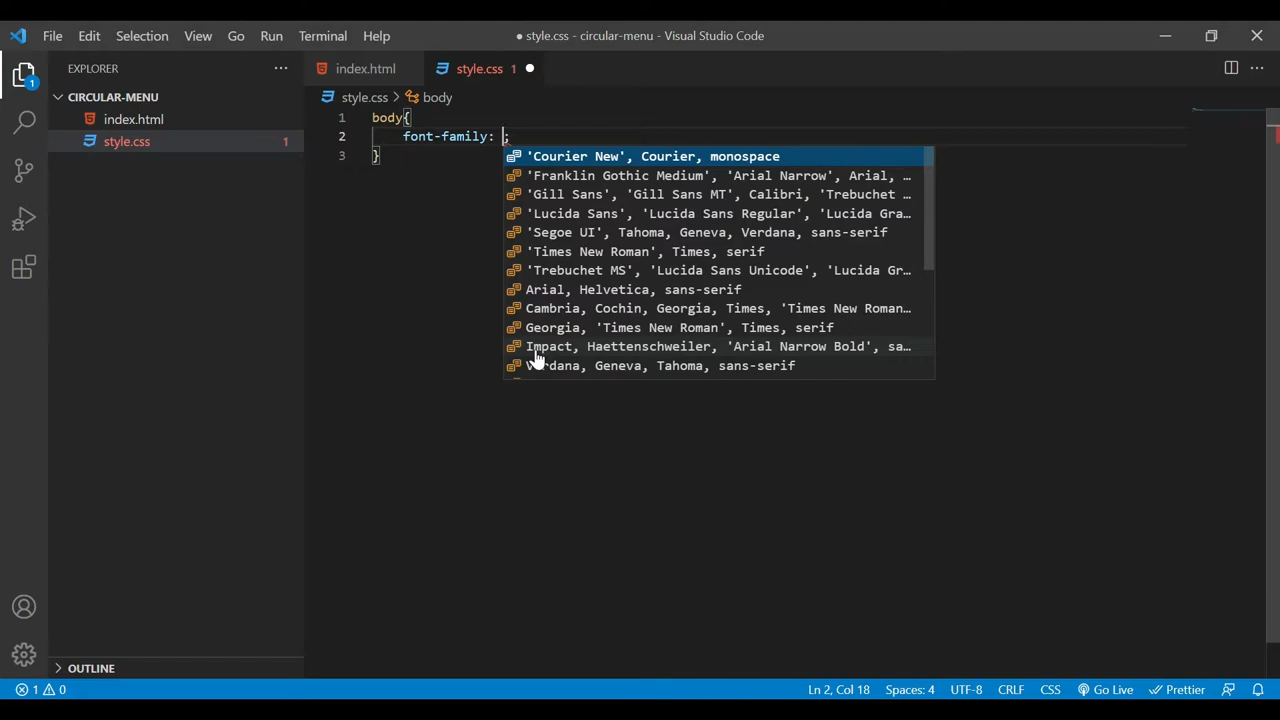 File Edit Selection View Go Run Terminal Help
● style.css - circular-menu - Visual Studio Code
EXPLORER
index.html
style.css 1
CIRCULAR-MENU
style.css > body
index.html
style.css 1
1 body{
2 font-family: ;
3 }
'Courier New', Courier, monospace
'Franklin Gothic Medium', 'Arial Narrow', Arial, …
'Gill Sans', 'Gill Sans MT', Calibri, 'Trebuchet …
'Lucida Sans', 'Lucida Sans Regular', 'Lucida Gra…
'Segoe UI', Tahoma, Geneva, Verdana, sans-serif
'Times New Roman', Times, serif
'Trebuchet MS', 'Lucida Sans Unicode', 'Lucida Gr…
Arial, Helvetica, sans-serif
Cambria, Cochin, Georgia, Times, 'Times New Roman…
Georgia, 'Times New Roman', Times, serif
Impact, Haettenschweiler, 'Arial Narrow Bold', sa…
Verdana, Geneva, Tahoma, sans-serif
1
OUTLINE
1 0
Ln 2, Col 18 Spaces: 4 UTF-8 CRLF CSS Go Live Prettier